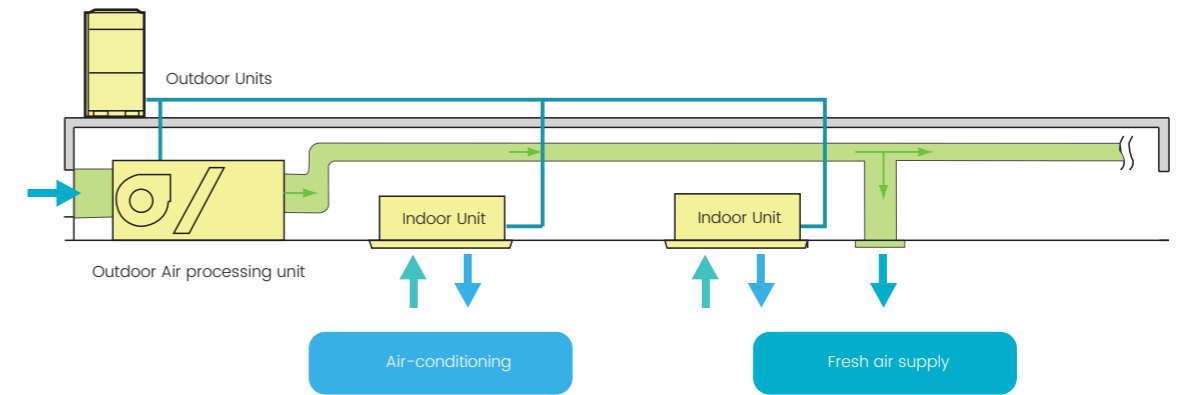 Outdoor Units
Indoor Unit
Indoor Unit
Outdoor Air processing unit
Air-conditioning
Fresh air supply